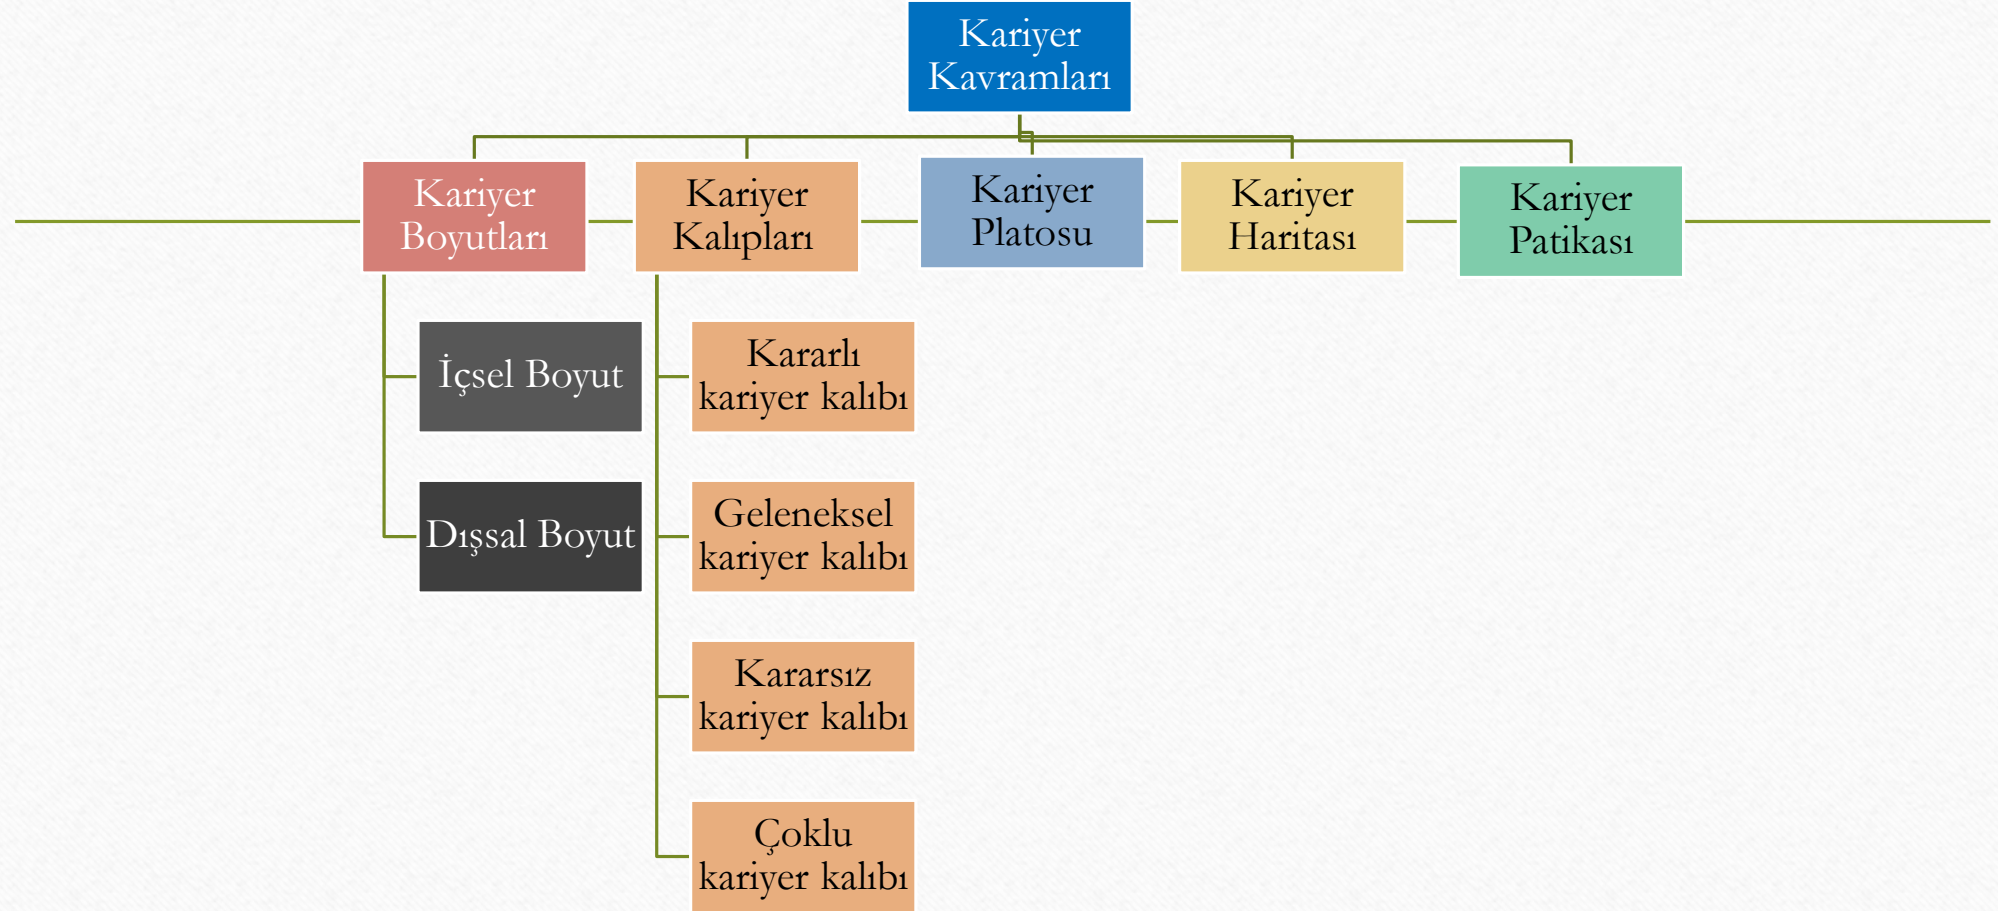 Kariyer
Kavramları
Kariyer
Boyutları
Kariyer
Kalıpları
Kariyer
Platosu
Kariyer
Haritası
Kariyer
Patikası
İçsel Boyut
Dışsal Boyut
Kararlı
kariyer kalıbı
Geleneksel
kariyer kalıbı
Kararsız
kariyer kalıbı
Çoklu
kariyer kalıbı